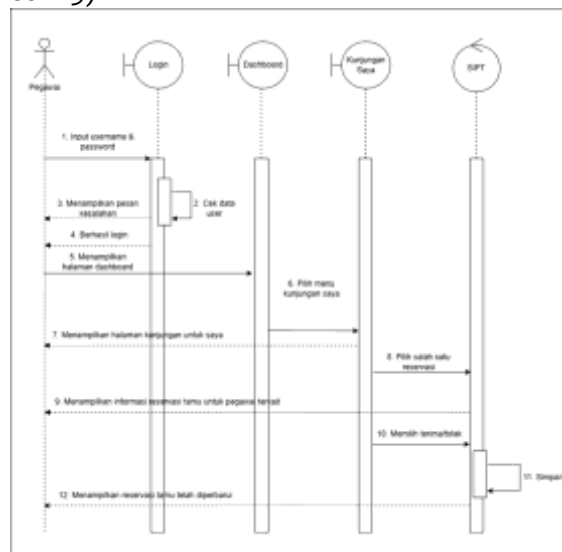 Pegawai
Login
Dashboard
Kunjungan
Saya
SIPT
1. Input username &
password
2. Cek data
user
3. Menampilkan pesan
kesalahan
4. Berhasil login
5. Menampilkan
halaman dashboard
6. Pilih menu
kunjungan saya
7. Menampilkan halaman kunjungan untuk saya
8. Pilih salah satu
reservasi
9. Menampilkan informasi reservasi tamu untuk pegawai terkait
10. Memilih terima/tolak
11. Simpan
12. Menampilkan reservasi tamu telah diperbarui